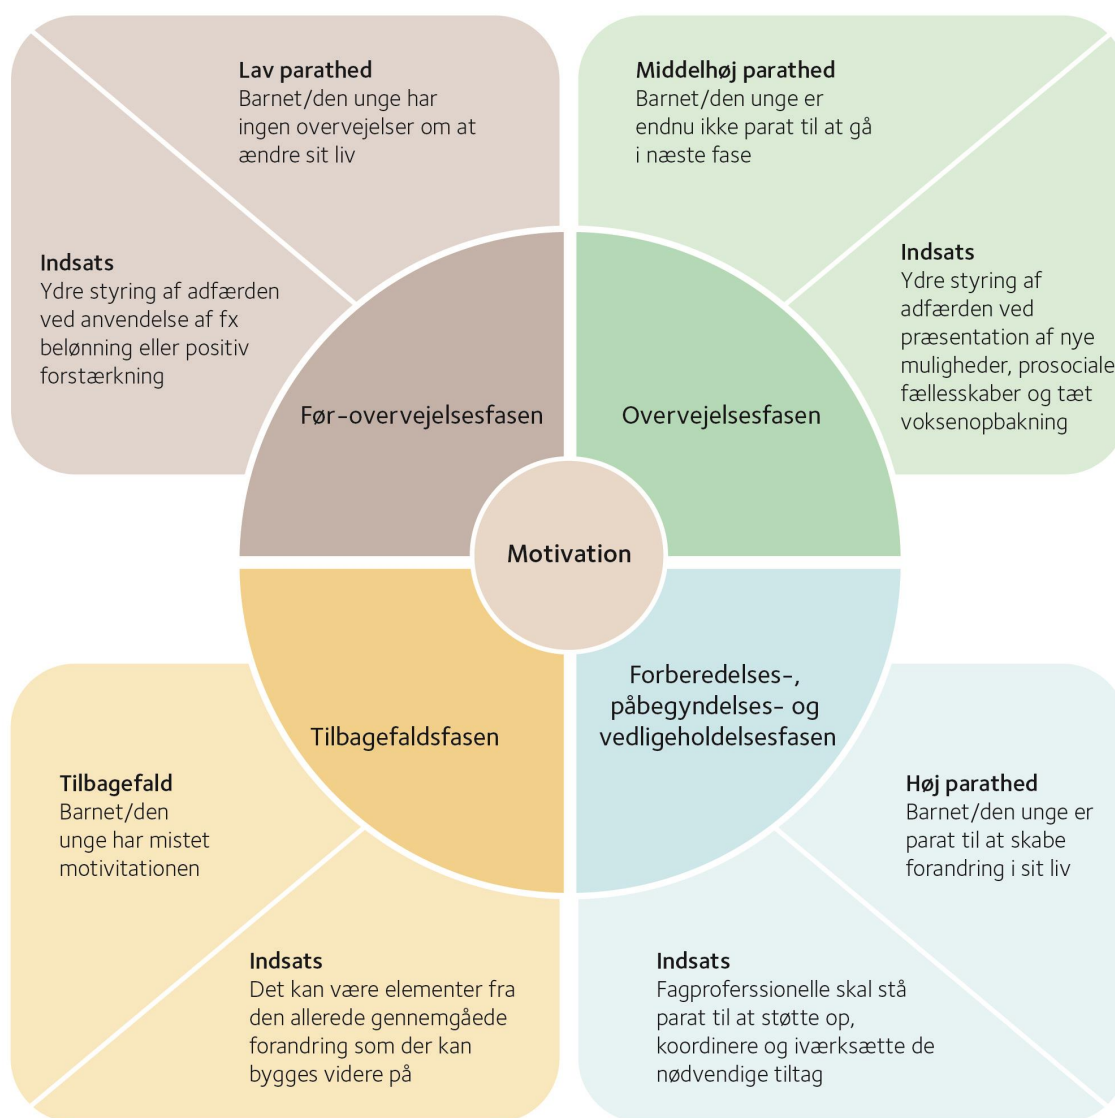 Lav parathed
Barnet/den unge har
ingen overvejelser om at
ændre sit liv
Middelhøj parathed
Barnet/den unge er
endnu ikke parat til at gå
i næste fase
Indsats
Ydre styring af adfærden
ved anvendelse af fx
belønning eller positiv
forstærkning
Indsats
Ydre styring af
adfærden ved
præsentation af nye
muligheder, prosociale
fællesskaber og tæt
voksenopbakning
Før-overvejelsesfasen
Overvejelsesfasen
Motivation
Tilbagefaldsfasen
Forberedelses-,
påbegyndelses- og
vedligeholdelsesfasen
Tilbagefald
Barnet/den
unge har mistet
motivitationen
Høj parathed
Barnet/den unge er
parat til at skabe
forandring i sit liv
Indsats
Det kan være elementer fra
den allerede gennemgåede
forandring som der kan
bygges videre på
Indsats
Fagproferssionelle skal stå
parat til at støtte op,
koordinere og iværksætte de
nødvendige tiltag